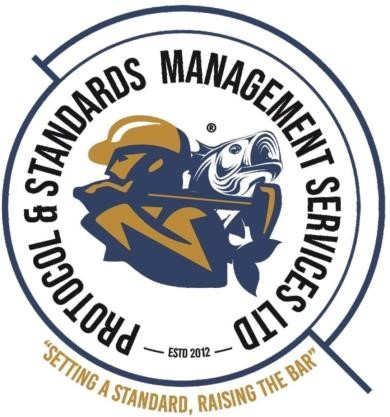 PROTOCOL & STANDARDS MANAGEMENT SERVICES LTD
®
ESTD 2012
"SETTING A STANDARD, RAISING THE BAR"